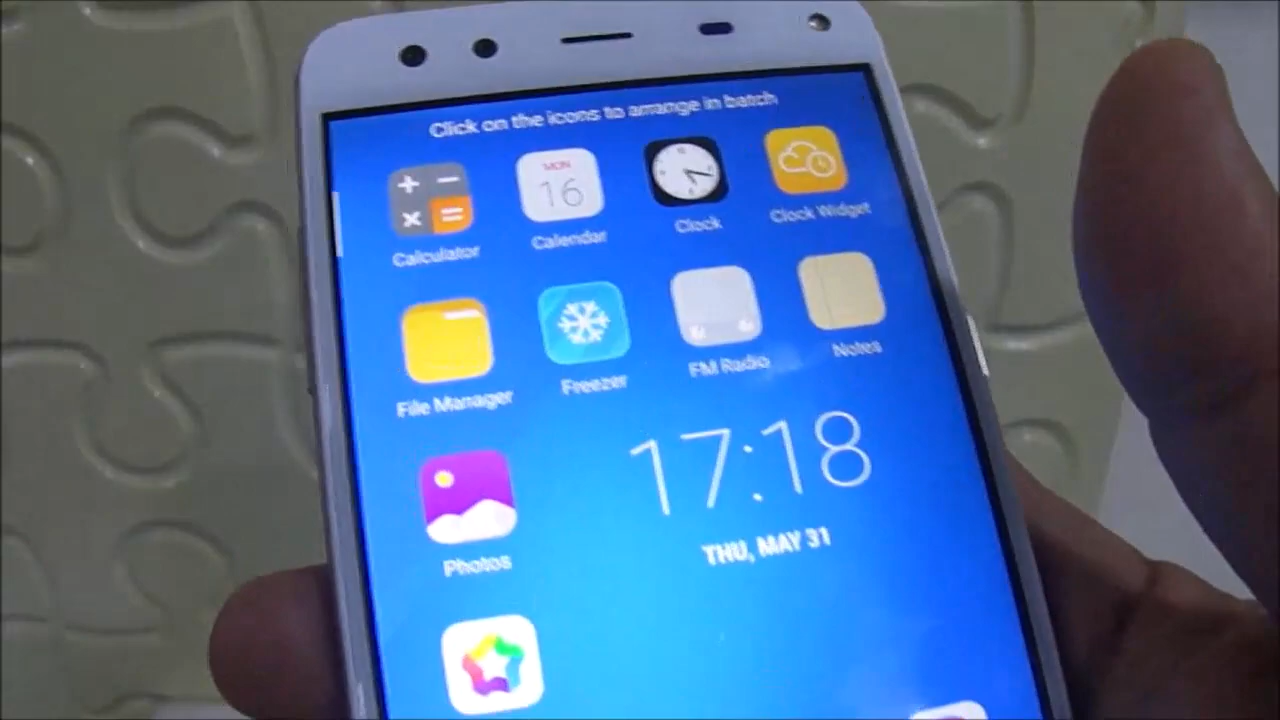 Click on the icons to arrange in batch
MON
16
Calculator
Calendar
Clock
Clock Widget
File Manager
Freezer
FM Radio
Notes
17:18
THU, MAY 31
Photos